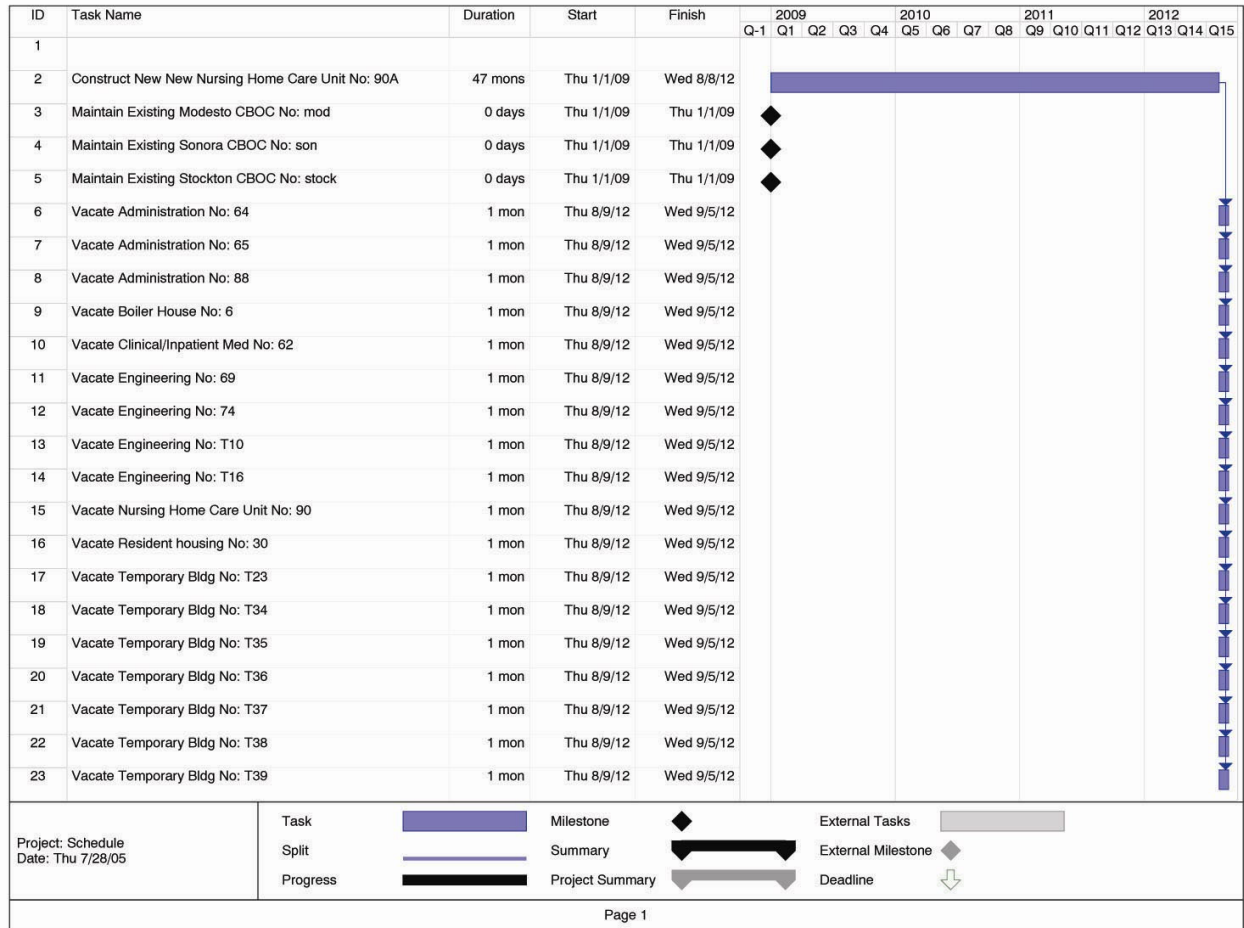 ID Task Name Duration Start Finish 2009 2010 2011 2012
Q-1 Q1 Q2 Q3 Q4 Q5 Q6 Q7 Q8 Q9 Q10 Q11 Q12 Q13 Q14 Q15
1
2 Construct New New Nursing Home Care Unit No: 90A 47 mons Thu 1/1/09 Wed 8/8/12
3 Maintain Existing Modesto CBOC No: mod 0 days Thu 1/1/09 Thu 1/1/09
4 Maintain Existing Sonora CBOC No: son 0 days Thu 1/1/09 Thu 1/1/09
5 Maintain Existing Stockton CBOC No: stock 0 days Thu 1/1/09 Thu 1/1/09
6 Vacate Administration No: 64 1 mon Thu 8/9/12 Wed 9/5/12
7 Vacate Administration No: 65 1 mon Thu 8/9/12 Wed 9/5/12
8 Vacate Administration No: 88 1 mon Thu 8/9/12 Wed 9/5/12
9 Vacate Boiler House No: 6 1 mon Thu 8/9/12 Wed 9/5/12
10 Vacate Clinical/Inpatient Med No: 62 1 mon Thu 8/9/12 Wed 9/5/12
11 Vacate Engineering No: 69 1 mon Thu 8/9/12 Wed 9/5/12
12 Vacate Engineering No: 74 1 mon Thu 8/9/12 Wed 9/5/12
13 Vacate Engineering No: T10 1 mon Thu 8/9/12 Wed 9/5/12
14 Vacate Engineering No: T16 1 mon Thu 8/9/12 Wed 9/5/12
15 Vacate Nursing Home Care Unit No: 90 1 mon Thu 8/9/12 Wed 9/5/12
16 Vacate Resident housing No: 30 1 mon Thu 8/9/12 Wed 9/5/12
17 Vacate Temporary Bldg No: T23 1 mon Thu 8/9/12 Wed 9/5/12
18 Vacate Temporary Bldg No: T34 1 mon Thu 8/9/12 Wed 9/5/12
19 Vacate Temporary Bldg No: T35 1 mon Thu 8/9/12 Wed 9/5/12
20 Vacate Temporary Bldg No: T36 1 mon Thu 8/9/12 Wed 9/5/12
21 Vacate Temporary Bldg No: T37 1 mon Thu 8/9/12 Wed 9/5/12
22 Vacate Temporary Bldg No: T38 1 mon Thu 8/9/12 Wed 9/5/12
23 Vacate Temporary Bldg No: T39 1 mon Thu 8/9/12 Wed 9/5/12
Project: Schedule
Date: Thu 7/28/05
Task Milestone External Tasks
Split Summary External Milestone
Progress Project Summary Deadline
Page 1